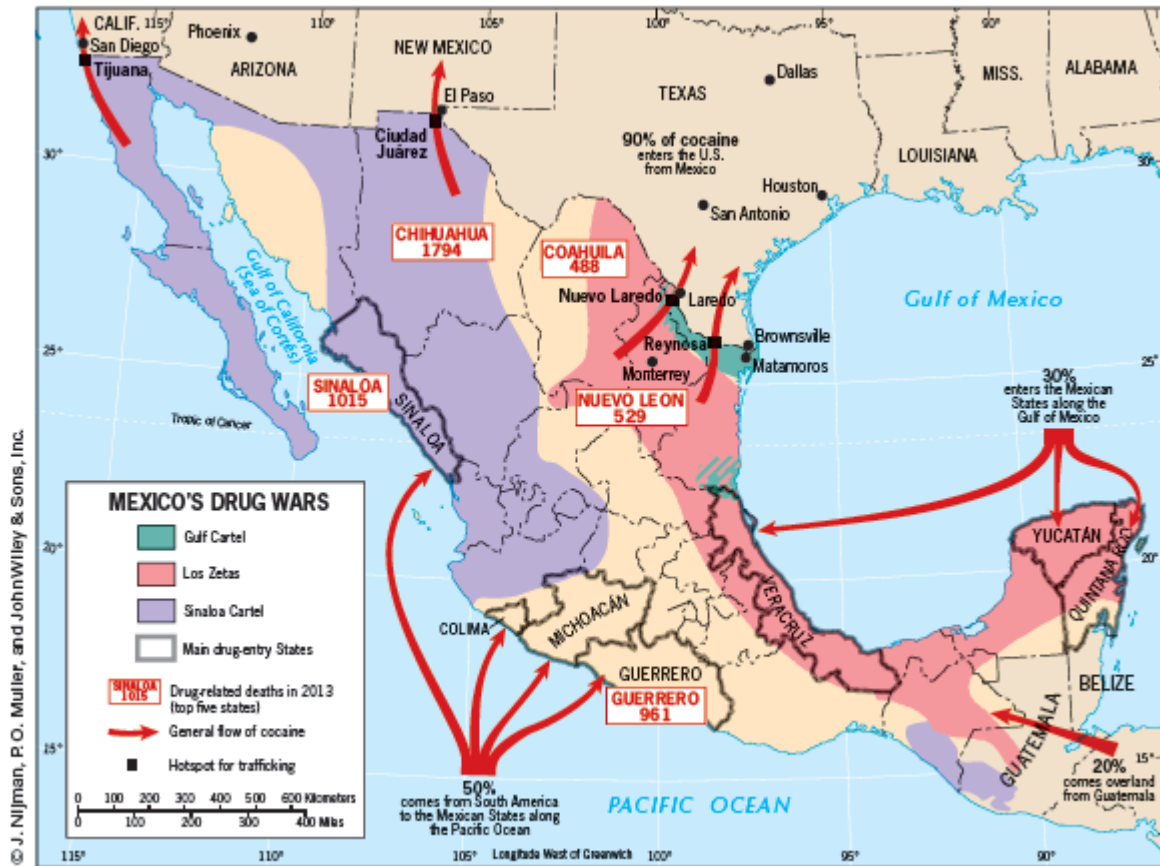 115°
110°
105°
100°
95°
90°
CALIF.
San Diego
Tijuana
Phoenix
ARIZONA
NEW MEXICO
El Paso
Ciudad
Juárez
TEXAS
Dallas
MISS.
ALABAMA
LOUISIANA
90% of cocaine
enters the U.S.
from Mexico
Houston
San Antonio
30°
30°
CHIHUAHUA
1794
COAHUILA
488
Nuevo Laredo
Laredo
Gulf of California
(Sea of
Cortés)
Gulf of Mexico
Reynosa
Brownsville
Matamoros
Monterrey
25°
25°
SINALOA
1015
SINALOA
NUEVO LEON
529
30%
enters the Mexican
States along the
Gulf of Mexico
Tropic of Cancer
MEXICO'S DRUG WARS
Gulf Cartel
Los Zetas
Sinaloa Cartel
Main drug-entry States
SINALOA
1015
Drug-related deaths in 2013
(top five states)
General flow of cocaine
Hotspot for trafficking
0 100 200 300 400 500 600 Kilometers
0 100 200 300 400 Miles
20°
20°
YUCATÁN
QUINTANA ROO
VERACRUZ
COLIMA
MICHOACÁN
GUERRERO
GUERRERO
961
BELIZE
GUATEMALA
15°
15°
50%
comes from South America
to the Mexican States along
the Pacific Ocean
PACIFIC OCEAN
20%
comes overland
from Guatemala
115°
110°
105°
Longitude West of Greenwich
100°
95°
90°
© J. Nijman, P.O. Muller, and John Wiley & Sons, Inc.